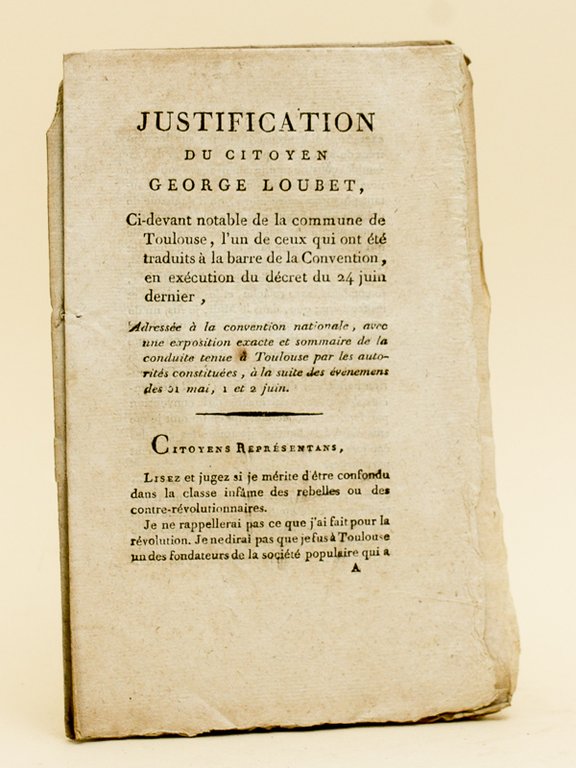 JUSTIFICATION
DU CITOYEN
GEORGE LOUBET,
Ci-devant notable de la commune de
Toulouse, l'un de ceux qui ont été
traduits à la barre de la Convention,
en exécution du décret du 24 juin
dernier,
Adressée à la convention nationale, avec
une exposition exacte et sommaire de la
conduite tenue à Toulouse par les auto-
rités constituées, à la suite des événemens
des 31 mai, 1 et 2 juin.
CITOYENS REPRÉSENTANS,
LISEZ et jugez si je mérite d'être confondu
dans la classe infâme des rebelles ou des
contre-révolutionnaires.
Je ne rappellerai pas ce que j'ai fait pour la
révolution. Je ne dirai pas que je fus à Toulouse
un des fondateurs de la société populaire qui a
A